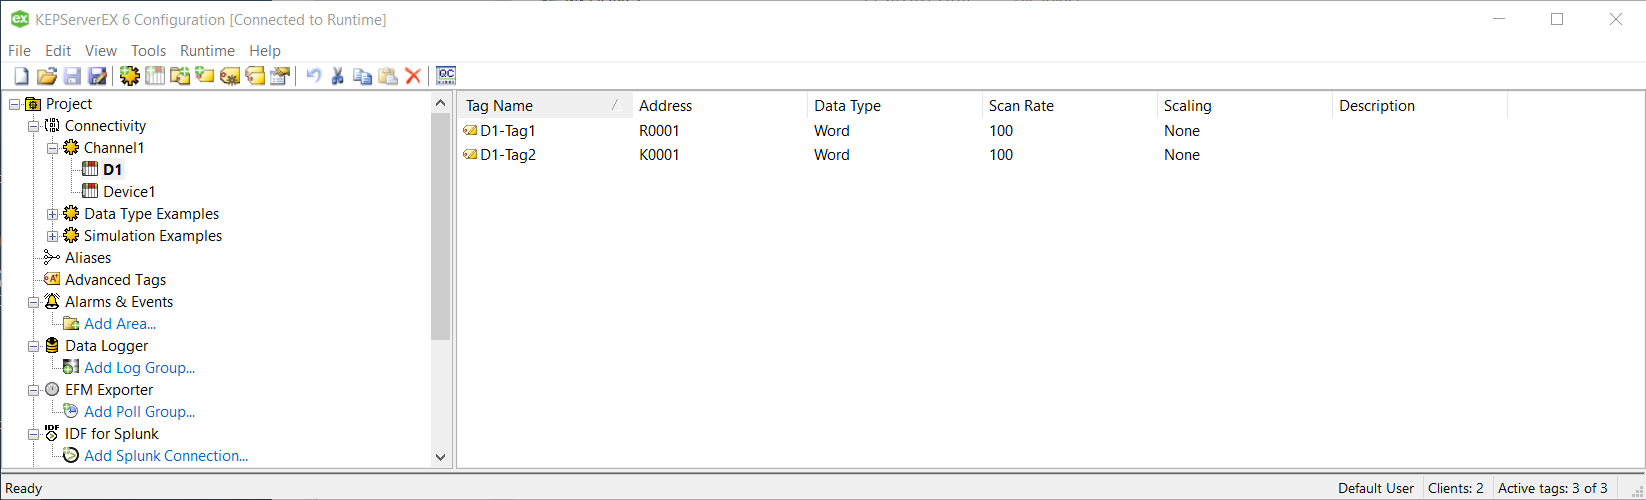 KEPServerEX 6 Configuration [Connected to Runtime]
File Edit View Tools Runtime Help
Project
Connectivity
Channel1
D1
Device1
Data Type Examples
Simulation Examples
Aliases
Advanced Tags
Alarms & Events
Add Area...
Data Logger
Add Log Group...
EFM Exporter
Add Poll Group...
IDF for Splunk
Add Splunk Connection...
Tag Name Address Data Type Scan Rate Scaling Description
D1-Tag1 R0001 Word 100 None
D1-Tag2 K0001 Word 100 None
Ready Default User Clients: 2 Active tags: 3 of 3